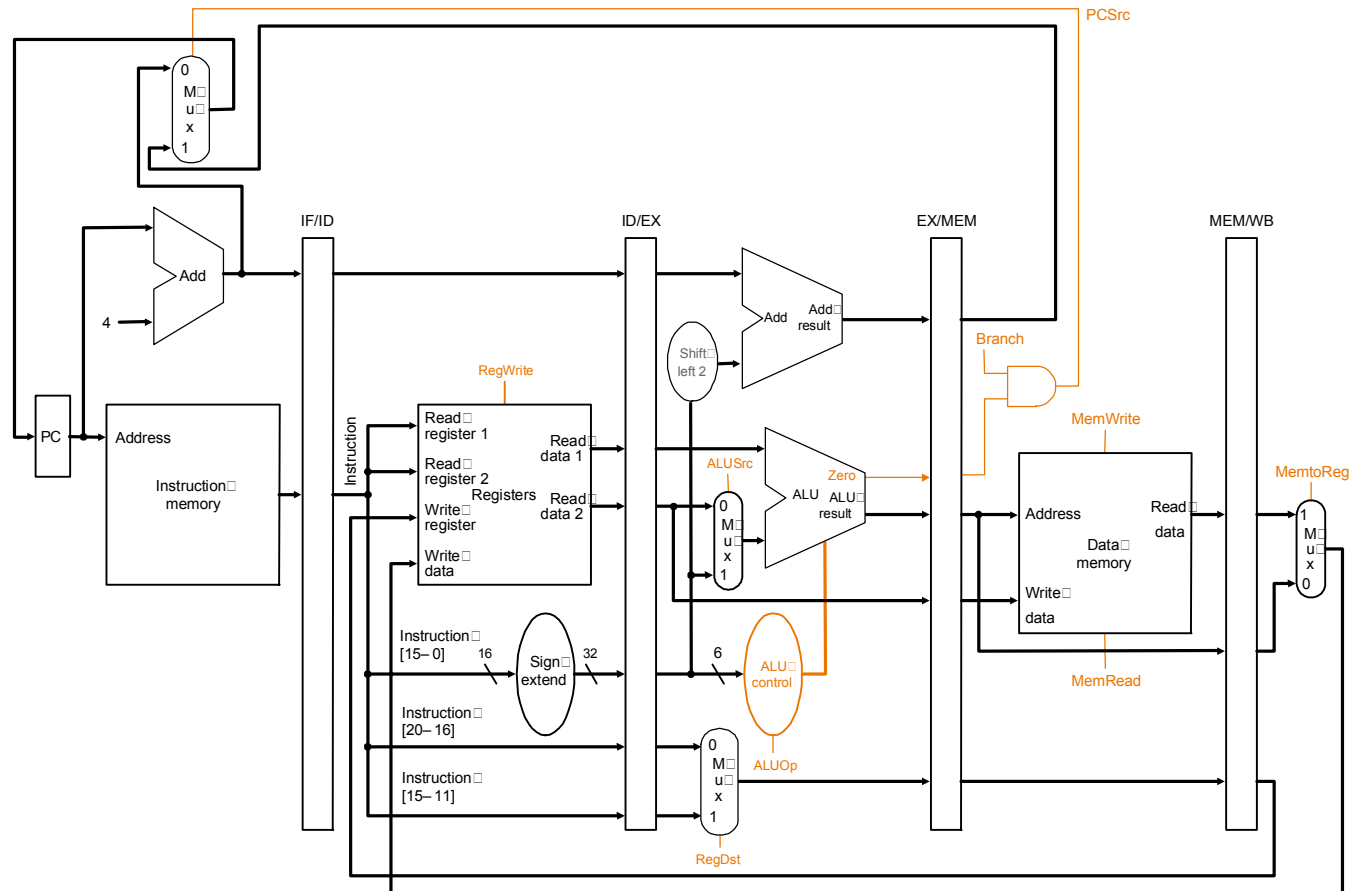 PCSrc
0
M
u
x
1
IF/ID
ID/EX
EX/MEM
MEM/WB
Add
4
Add
Add
result
Shift
left 2
Branch
RegWrite
PC
Address
Instruction
memory
Instruction
Read
register 1
Read
register 2
Write
register
Write
data
Registers
Read
data 1
Read
data 2
ALUSrc
0
M
u
x
1
Zero
ALU
ALU
result
MemWrite
Address
Read
data
Data
memory
Write
data
MemRead
MemtoReg
1
M
u
x
0
Instruction
[15–0]
16
Sign
extend
32
6
ALU
control
ALUOp
Instruction
[20–16]
Instruction
[15–11]
0
M
u
x
1
RegDst